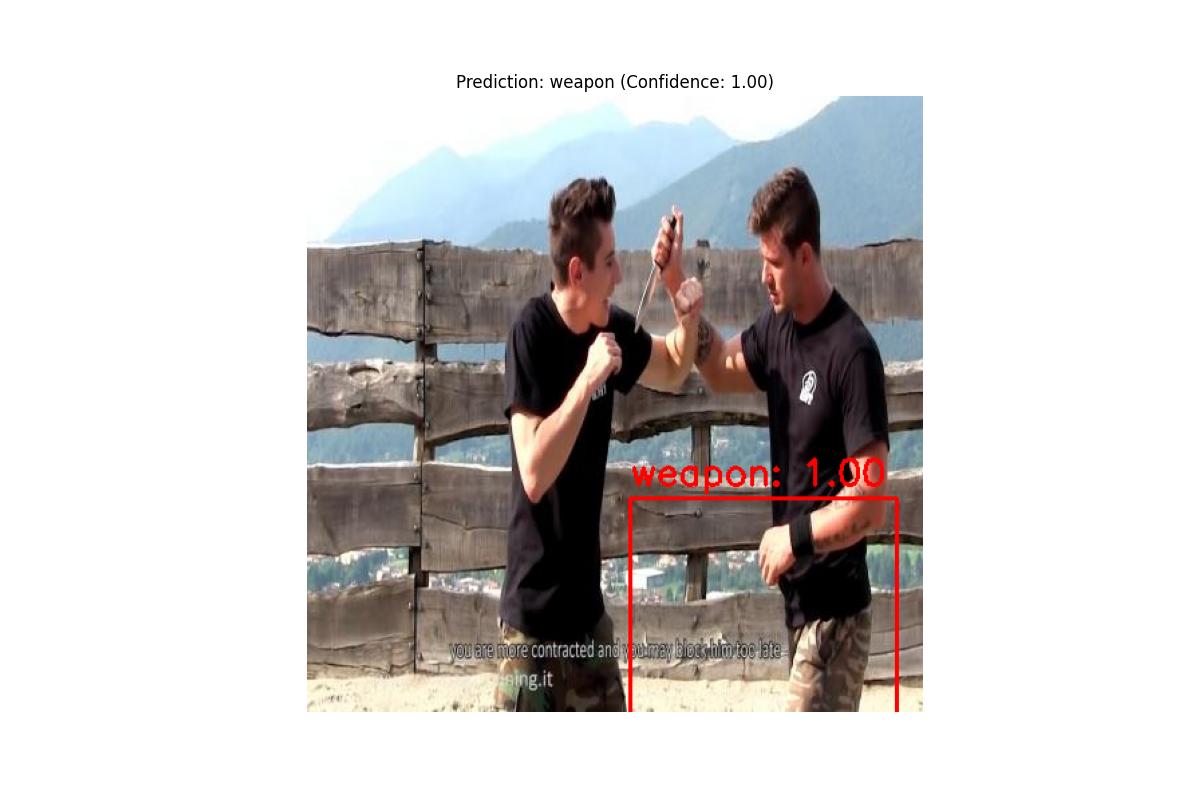 Prediction: weapon (Confidence: 1.00)
weapon: 1.00
you are more contracted and you may block him too late
ning.it